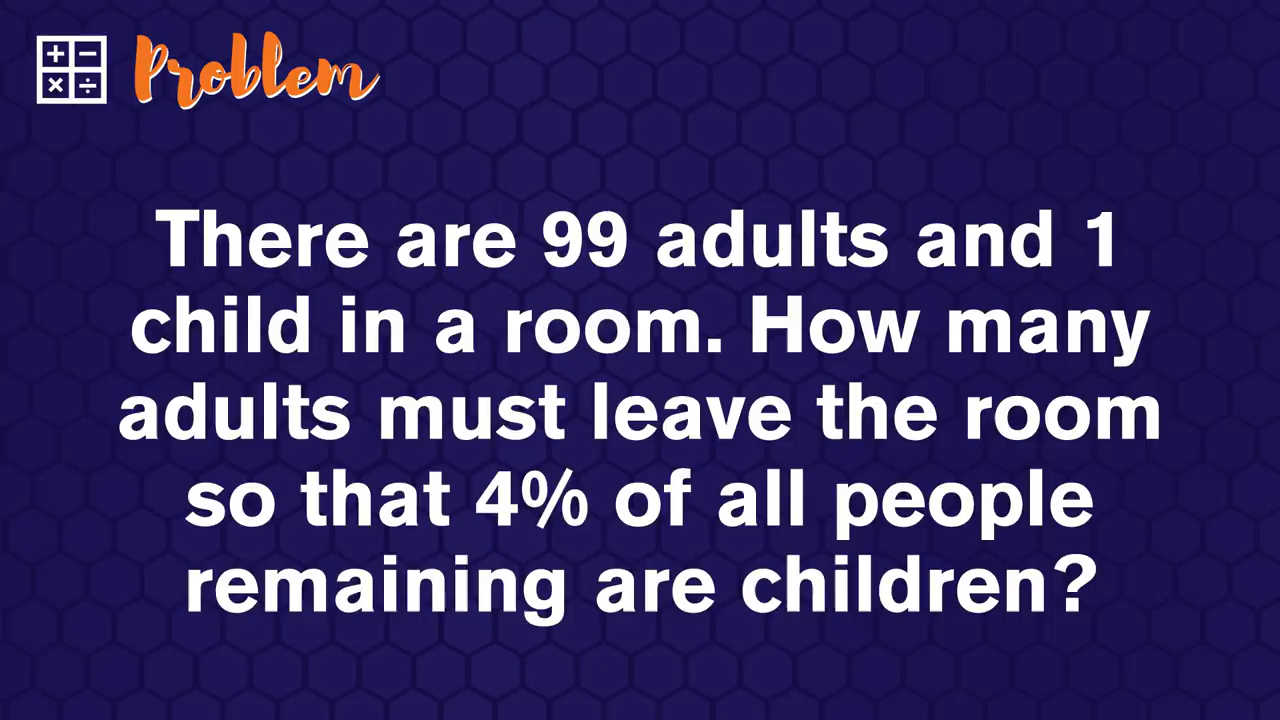 Problem
There are 99 adults and 1
child in a room. How many
adults must leave the room
so that 4% of all people
remaining are children?